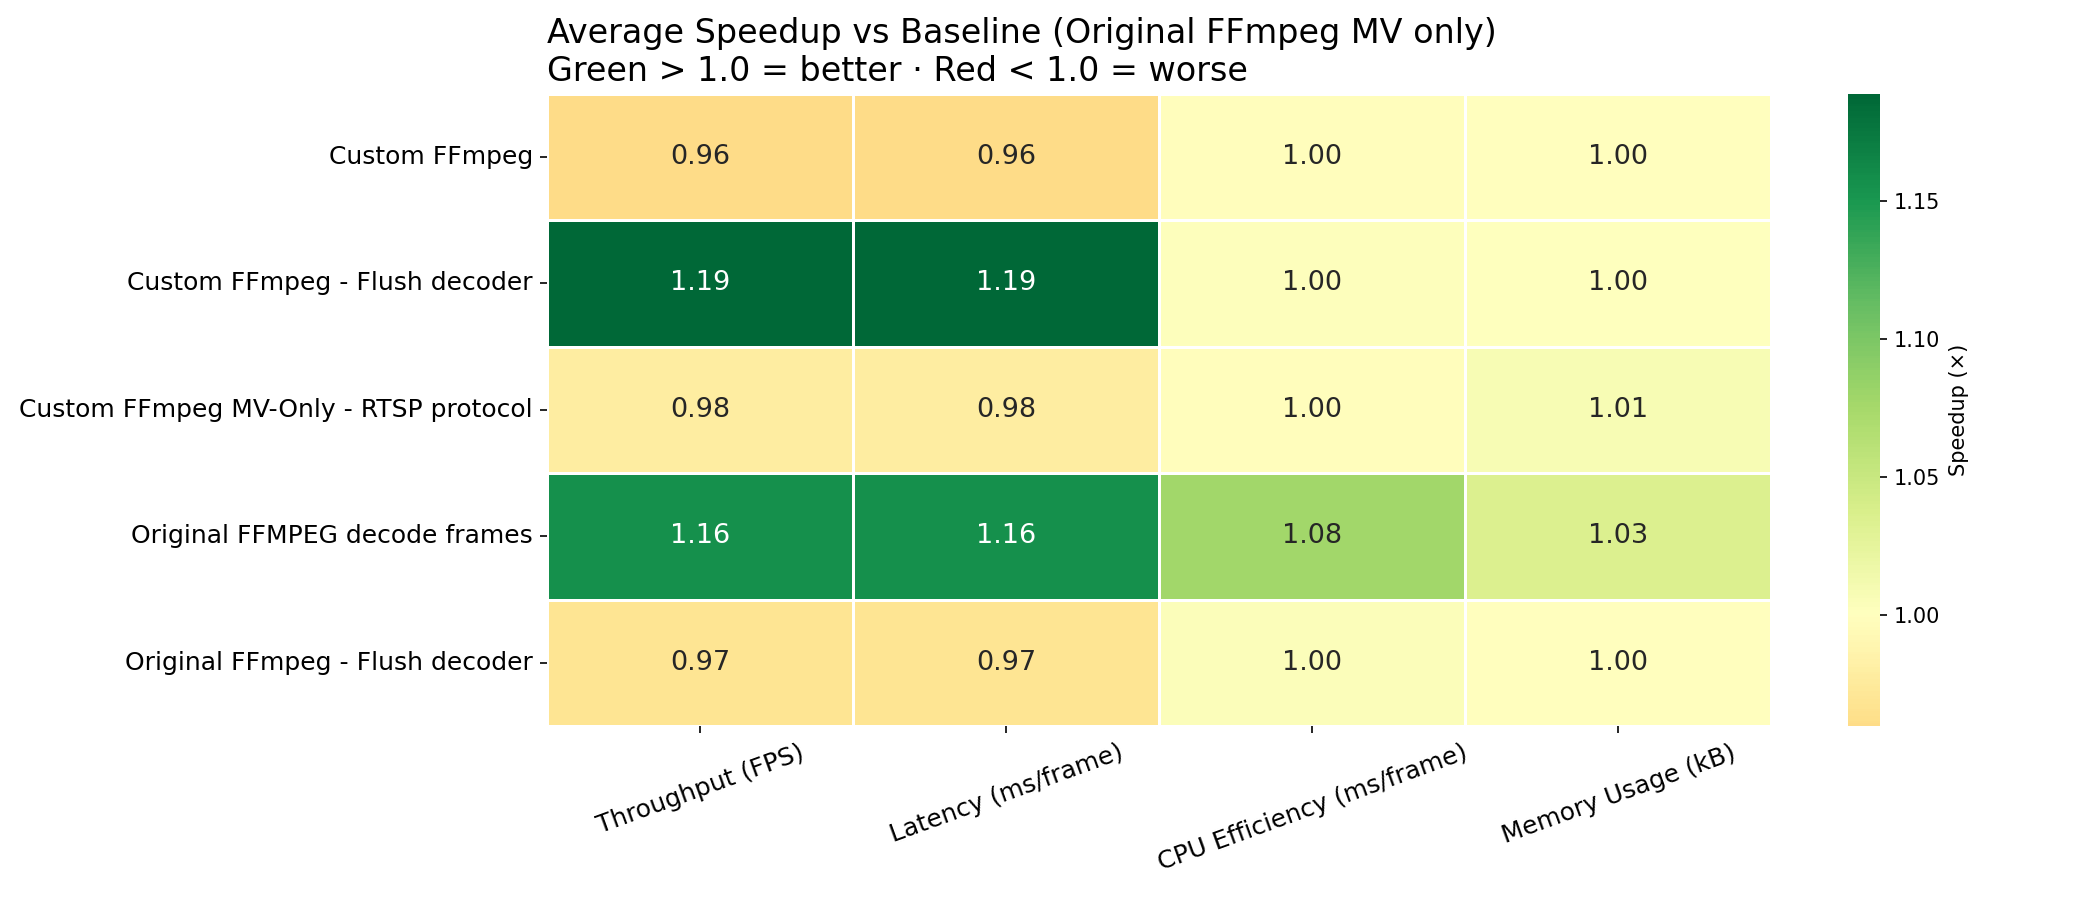 Average Speedup vs Baseline (Original FFmpeg MV only)
Green > 1.0 = better · Red < 1.0 = worse
Custom FFmpeg
0.96
0.96
1.00
1.00
Custom FFmpeg - Flush decoder
1.19
1.19
1.00
1.00
Custom FFmpeg MV-Only - RTSP protocol
0.98
0.98
1.00
1.01
Original FFMPEG decode frames
1.16
1.16
1.08
1.03
Original FFmpeg - Flush decoder
0.97
0.97
1.00
1.00
Throughput (FPS)
Latency (ms/frame)
CPU Efficiency (ms/frame)
Memory Usage (kB)
1.15
1.10
1.05
1.00
Speedup (×)